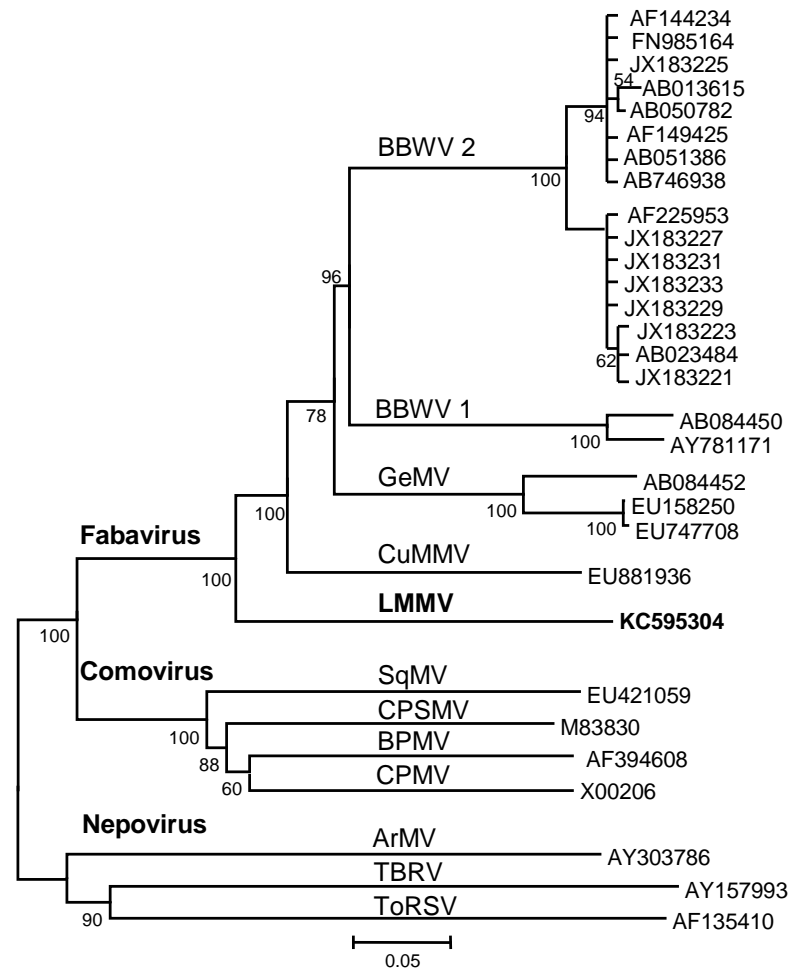 AF144234
FN985164
JX183225
54
AB013615
AB050782
94
AF149425
AB051386
AB746938
BBWV 2
100
AF225953
JX183227
JX183231
JX183233
JX183229
JX183223
62
AB023484
JX183221
96
BBWV 1
AB084450
100
AY781171
78
GeMV
AB084452
100
EU158250
100
EU747708
100
CuMMV
EU881936
Fabavirus
100
LMMV
KC595304
100
Comovirus
SqMV
EU421059
100
CPSMV
M83830
88
BPMV
AF394608
60
CPMV
X00206
Nepovirus
ArMV
AY303786
TBRV
AY157993
90
ToRSV
AF135410
0.05